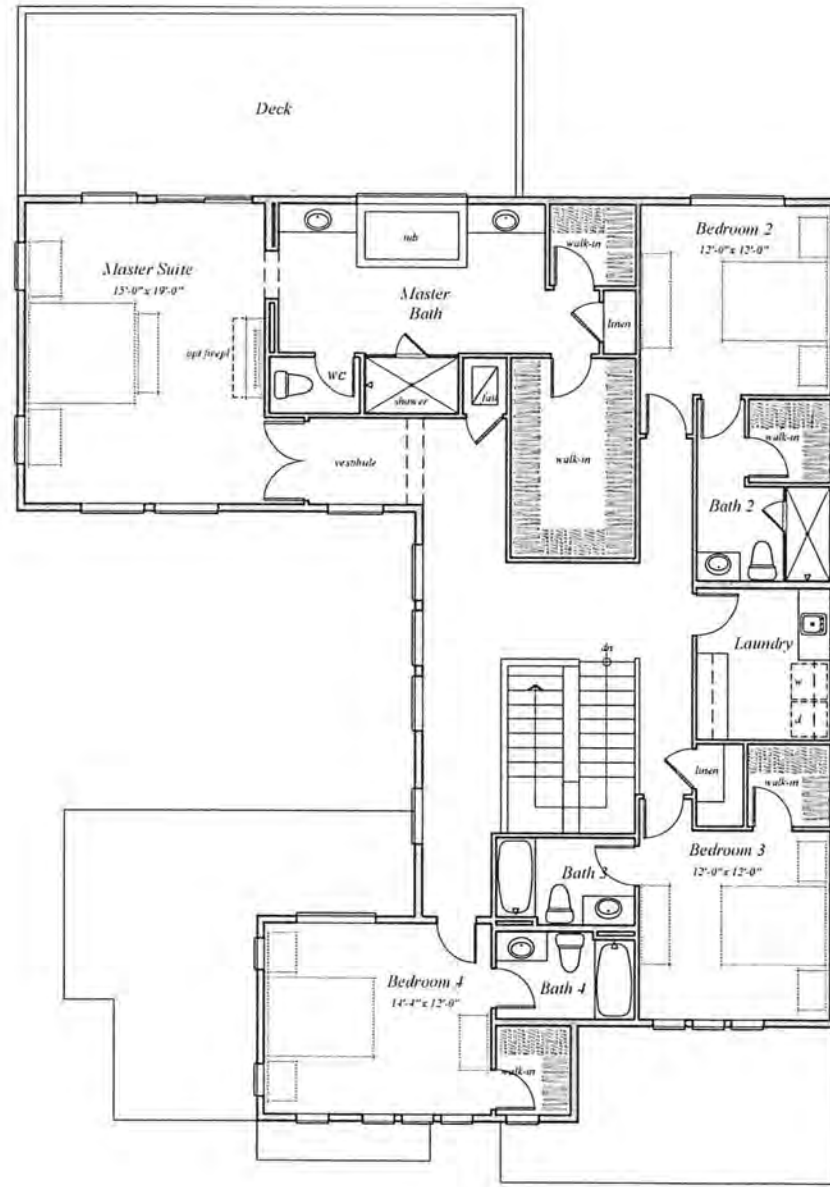 Deck
Master Suite
15'-0" x 19'-0"
tub
Master
Bath
walk-in
Bedroom 2
12'-0" x 12'-0"
linen
opt firepl
WC
shower
vestibule
walk-in
walk-in
Bath 2
Laundry
dn
w
d
linen
walk-in
Bath 3
Bedroom 3
12'-0" x 12'-0"
Bedroom 4
14'-4" x 12'-0"
Bath 4
walk-in